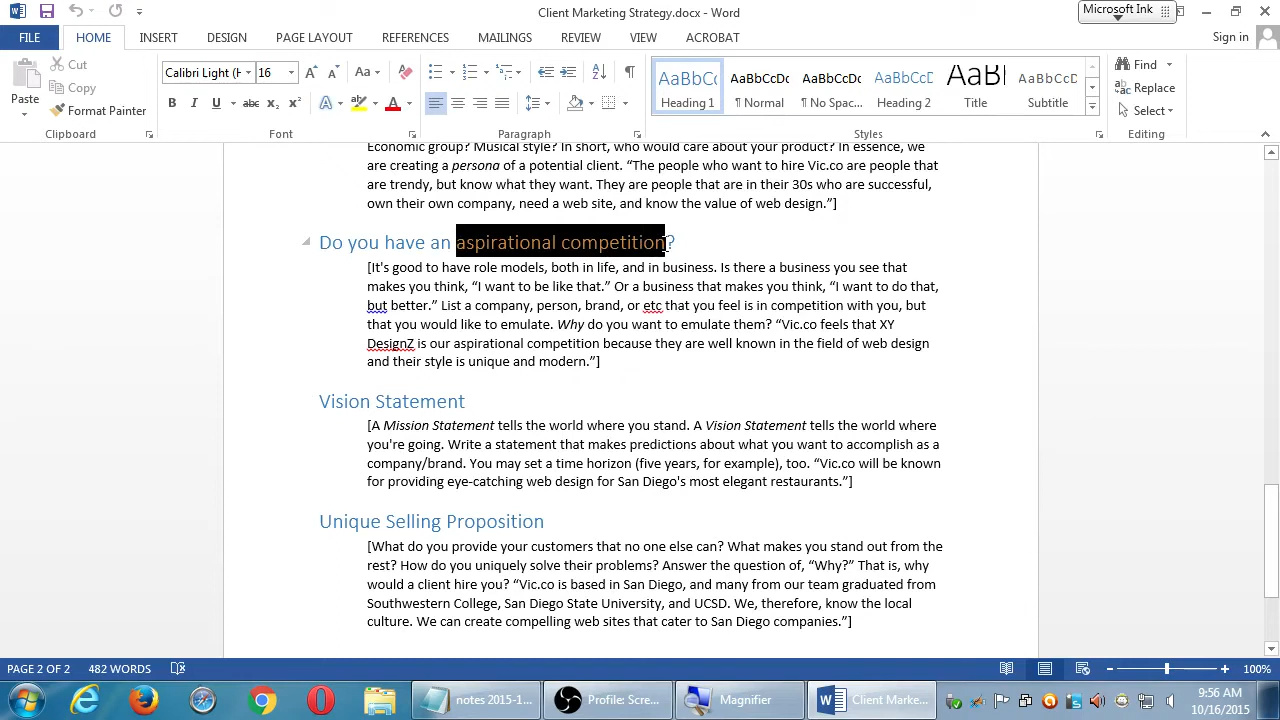 Client Marketing Strategy.docx - Word
Microsoft Ink
FILE HOME INSERT DESIGN PAGE LAYOUT REFERENCES MAILINGS REVIEW VIEW ACROBAT Sign in
Paste
Cut
Copy
Format Painter
Clipboard
Calibri Light (H 16
Aa
B I U abc x₂ x²
A A
Font
Paragraph
AaBbCc AaBbCcDc AaBbCcDc AaBbCcD AaB AaBbCcD
Heading 1 ¶ Normal ¶ No Spac... Heading 2 Title Subtitle
Styles
Find
Replace
Select
Editing
Economic group? Musical style? In short, who would care about your product? In essence, we
are creating a persona of a potential client. “The people who want to hire Vic.co are people that
are trendy, but know what they want. They are people that are in their 30s who are successful,
own their own company, need a web site, and know the value of web design.”]
Do you have an aspirational competition?
[It's good to have role models, both in life, and in business. Is there a business you see that
makes you think, “I want to be like that.” Or a business that makes you think, “I want to do that,
but better.” List a company, person, brand, or etc that you feel is in competition with you, but
that you would like to emulate. Why do you want to emulate them? “Vic.co feels that XY
DesignZ is our aspirational competition because they are well known in the field of web design
and their style is unique and modern.”]
Vision Statement
[A Mission Statement tells the world where you stand. A Vision Statement tells the world where
you're going. Write a statement that makes predictions about what you want to accomplish as a
company/brand. You may set a time horizon (five years, for example), too. “Vic.co will be known
for providing eye-catching web design for San Diego's most elegant restaurants.”]
Unique Selling Proposition
[What do you provide your customers that no one else can? What makes you stand out from the
rest? How do you uniquely solve their problems? Answer the question of, “Why?” That is, why
would a client hire you? “Vic.co is based in San Diego, and many from our team graduated from
Southwestern College, San Diego State University, and UCSD. We, therefore, know the local
culture. We can create compelling web sites that cater to San Diego companies.”]
PAGE 2 OF 2 482 WORDS 100%
notes 2015-1... Profile: Scre... Magnifier Client Marke...
9:56 AM
10/16/2015